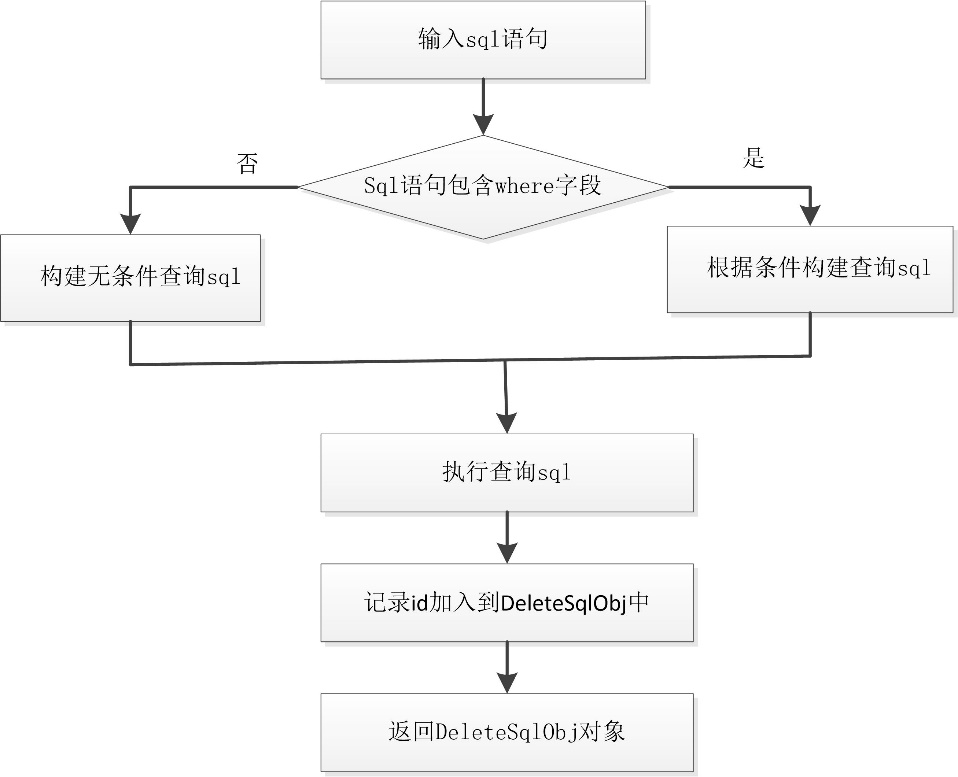 输入sql语句
否
是
Sql语句包含where字段
构建无条件查询sql
根据条件构建查询sql
执行查询sql
记录id加入到DeleteSqlObj中
返回DeleteSqlObj对象